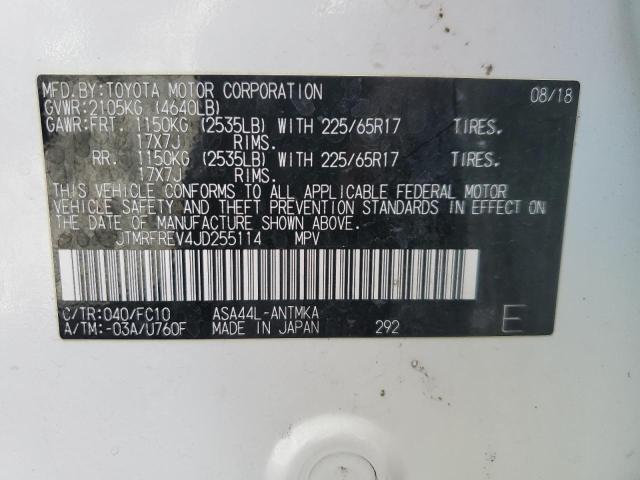 MFD.BY:TOYOTA MOTOR CORPORATION 08/18
GVWR:2105KG (4640LB)
GAWR:FRT. 1150KG (2535LB) WITH 225/65R17 TIRES.
17X7J RIMS.
RR. 1150KG (2535LB) WITH 225/65R17 TIRES.
17X7J RIMS.
THIS VEHICLE CONFORMS TO ALL APPLICABLE FEDERAL MOTOR
VEHICLE SAFETY AND THEFT PREVENTION STANDARDS IN EFFECT ON
THE DATE OF MANUFACTURE SHOWN ABOVE.
JTMRFREV4JD255114 MPV
C/TR:040/FC10 ASA44L-ANTMKA
A/TM:-03A/U760F MADE IN JAPAN 292 E